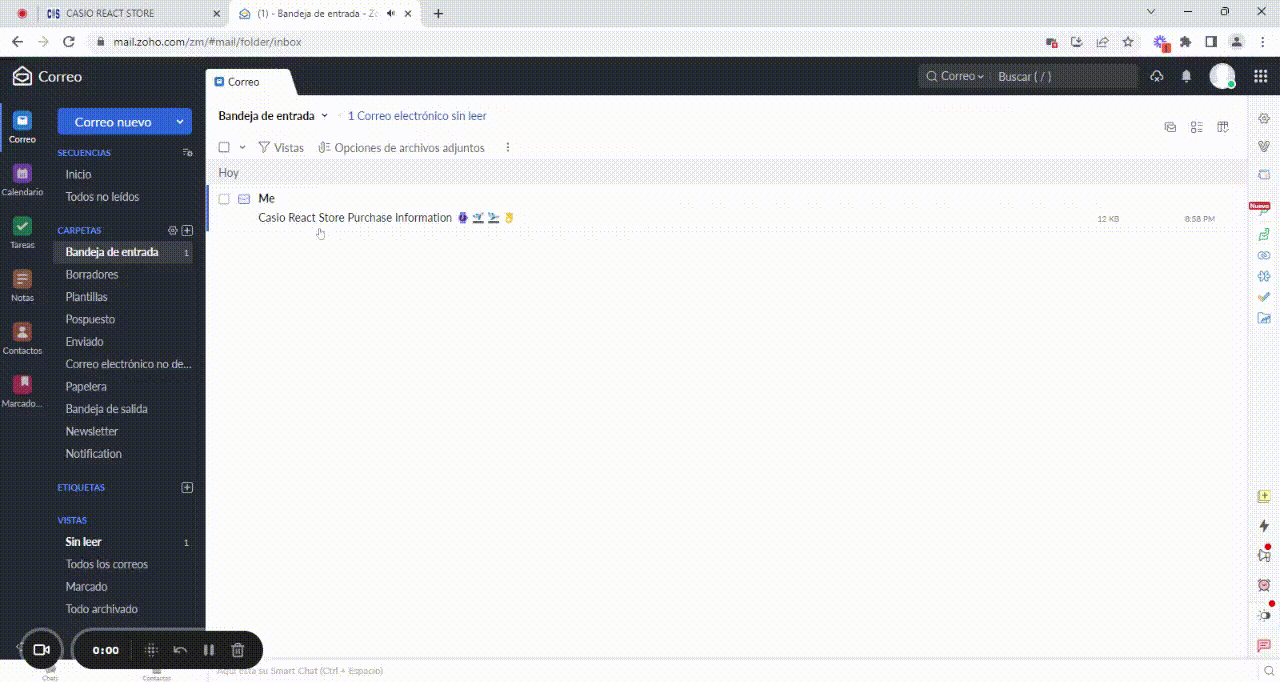 CASIO REACT STORE
(1) - Bandeja de entrada - Zo
mail.zoho.com/zm/#mail/folder/inbox
Correo
Correo
Correo
Buscar ( / )
Correo nuevo
Bandeja de entrada
1 Correo electrónico sin leer
Correo
SECUENCIAS
Vistas
Opciones de archivos adjuntos
Inicio
Hoy
Calendario
Todos no leídos
Me
Casio React Store Purchase Information
12 KB
8:58 PM
Nuevo
CARPETAS
Tareas
Bandeja de entrada
1
Borradores
Notas
Plantillas
Pospuesto
Enviado
Contactos
Correo electrónico no de...
Papelera
Marcado...
Bandeja de salida
Newsletter
Notification
ETIQUETAS
VISTAS
Sin leer
1
Todos los correos
Marcado
Todo archivado
0:00
Chats
Contactos
Aquí está su Smart Chat (Ctrl + Espacio)